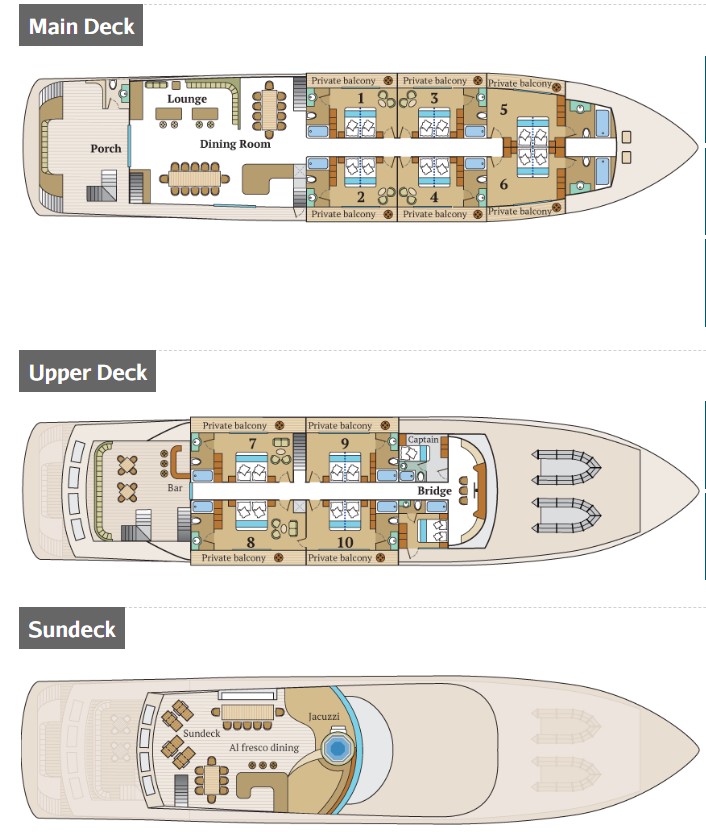 Main Deck
Private balcony
Private balcony
Private balcony
Lounge
1
3
5
Porch
Dining Room
2
4
6
Private balcony
Private balcony
Private balcony
Upper Deck
Private balcony
Private balcony
7
9
Captain
Bar
Bridge
8
10
Private balcony
Private balcony
Sundeck
Jacuzzi
Sundeck
Al fresco dining